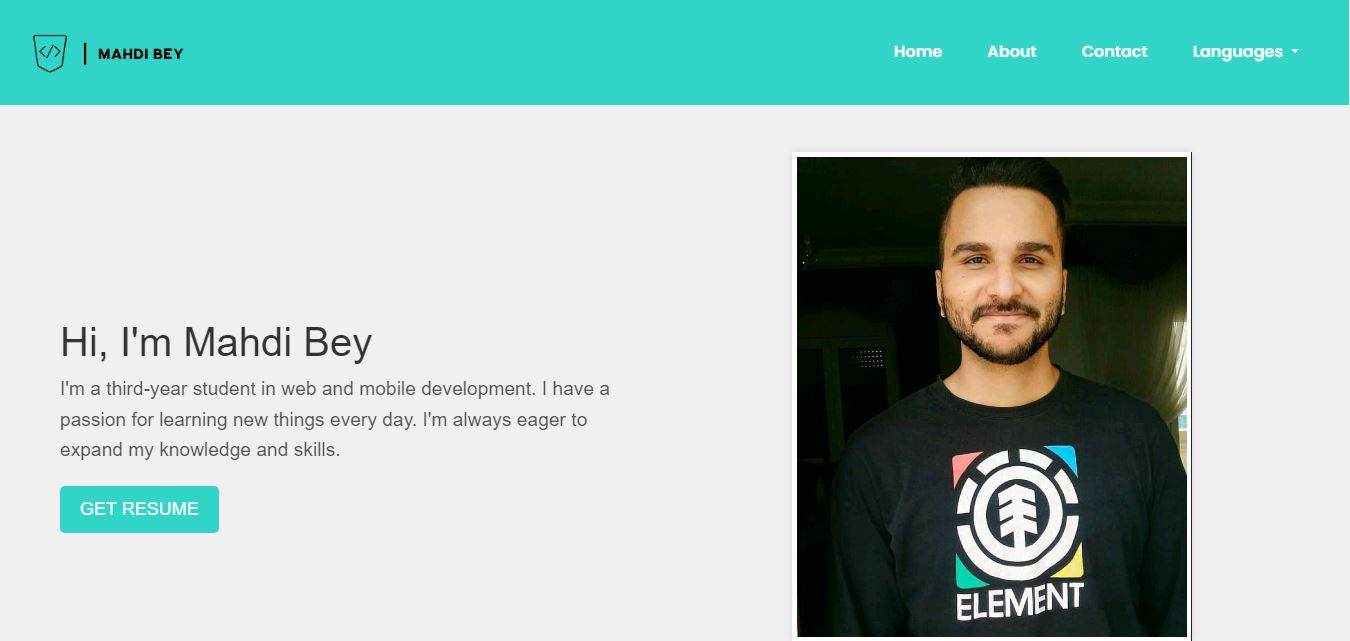 MAHDI BEY
Home
About
Contact
Languages
Hi, I'm Mahdi Bey
I'm a third-year student in web and mobile development. I have a
passion for learning new things every day. I'm always eager to
expand my knowledge and skills.
GET RESUME
ELEMENT